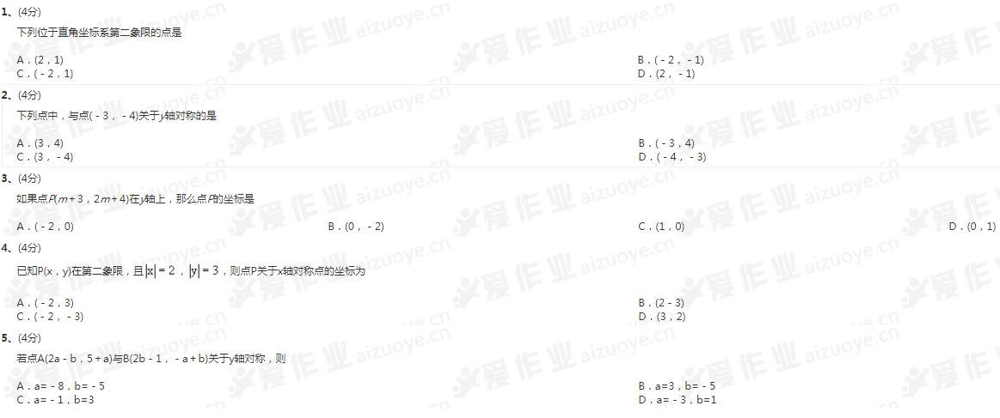 1、(4分)
下列位于直角坐标系第二象限的点是
A．(2，1) B．(－2，－1)
C．(－2，1) D．(2，－1)
2、(4分)
下列点中，与点(－3，－4)关于y轴对称的是
A．(3，4) B．(－3，4)
C．(3，－4) D．(－4，－3)
3、(4分)
如果点P(m＋3，2m＋4)在y轴上，那么点P的坐标是
A．(－2，0) B．(0，－2) C．(1，0) D．(0，1)
4、(4分)
已知P(x，y)在第二象限，且|x|=2，|y|=3，则点P关于x轴对称点的坐标为
A．(－2，3) B．(2－3)
C．(－2，－3) D．(3，2)
5、(4分)
若点A(2a－b，5＋a)与B(2b－1，－a＋b)关于y轴对称，则
A．a=－8，b=－5 B．a=3，b=－5
C．a=－1，b=3 D．a=－3，b=1
爱作业 aizuoye.cn